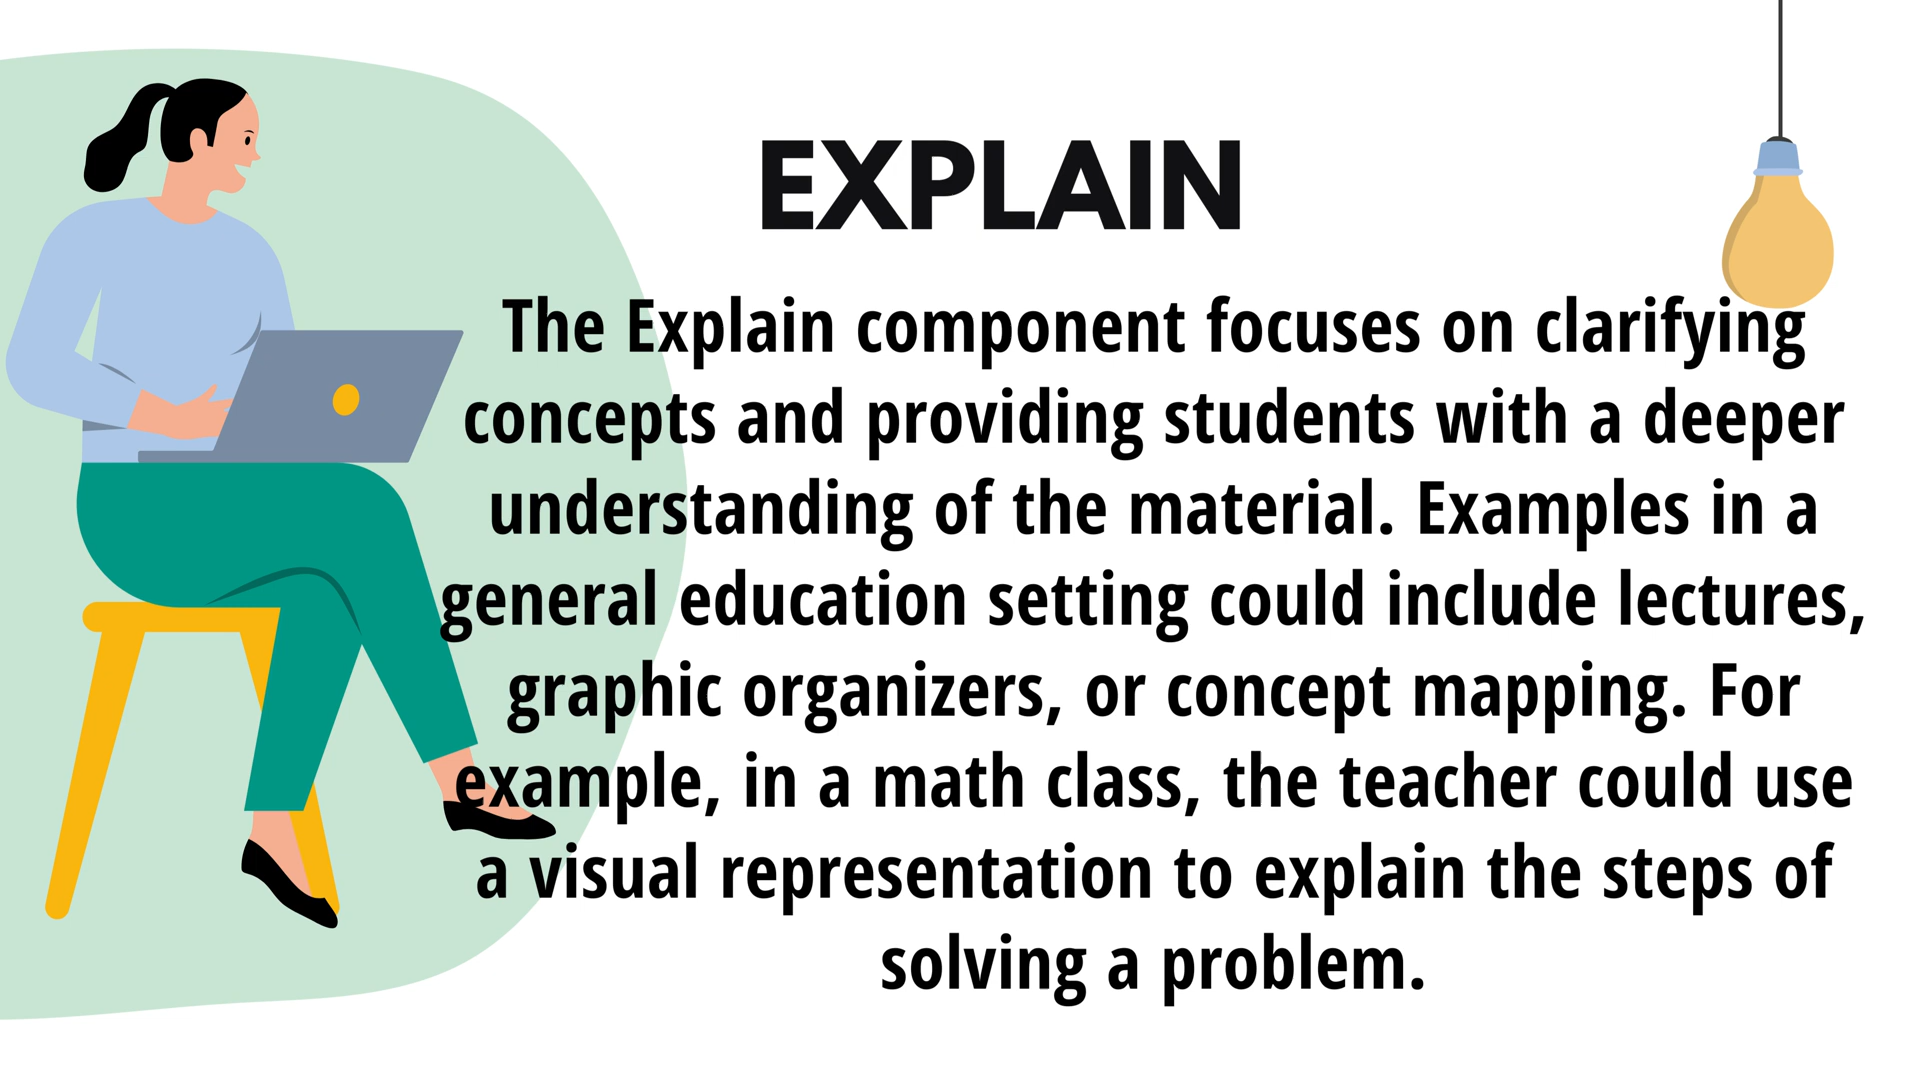 EXPLAIN
The Explain component focuses on clarifying
concepts and providing students with a deeper
understanding of the material. Examples in a
general education setting could include lectures,
graphic organizers, or concept mapping. For
example, in a math class, the teacher could use
a visual representation to explain the steps of
solving a problem.